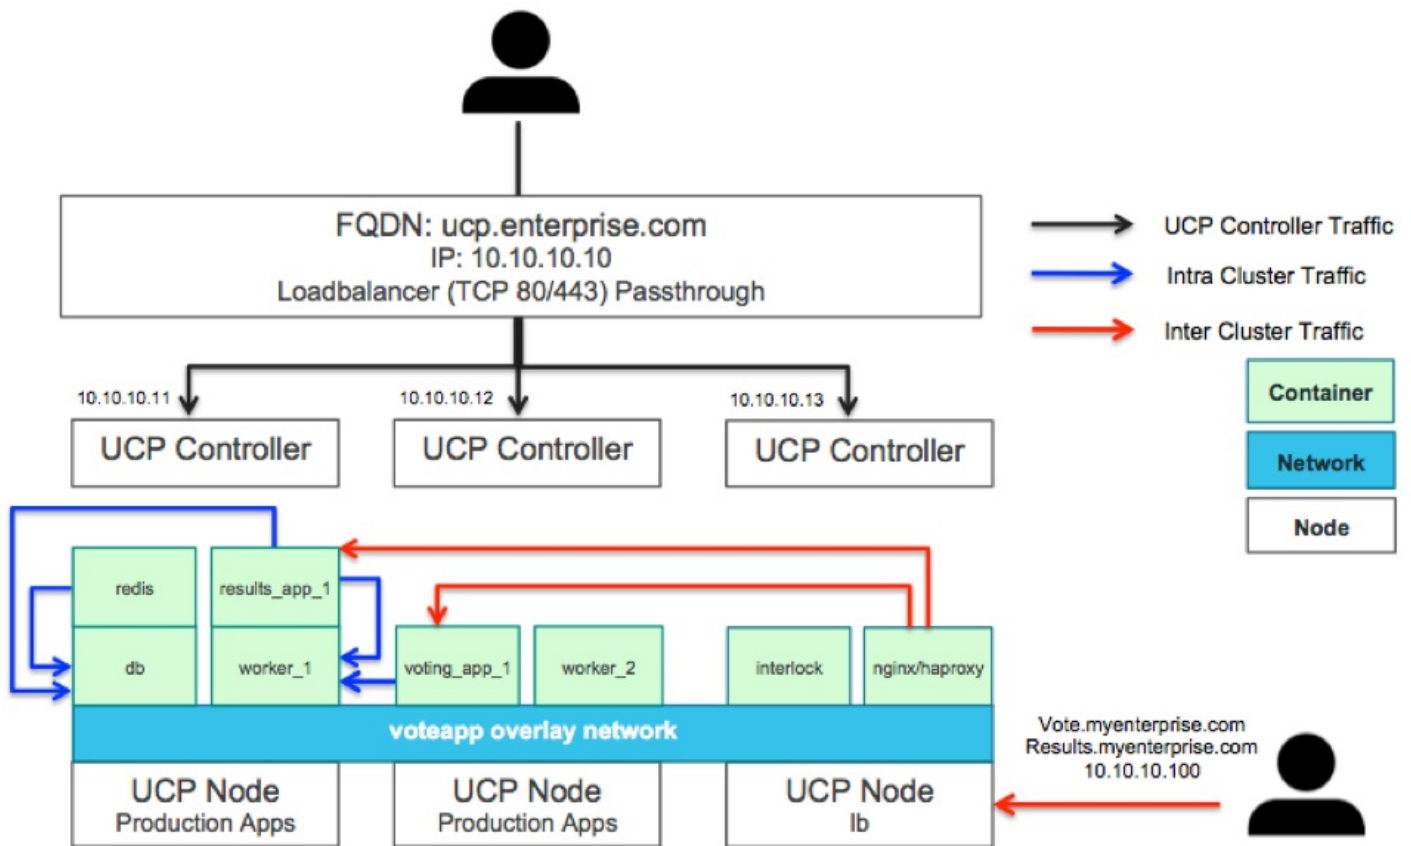 FQDN: ucp.enterprise.com
IP: 10.10.10.10
Loadbalancer (TCP 80/443) Passthrough
UCP Controller Traffic
Intra Cluster Traffic
Inter Cluster Traffic
Container
Network
Node
10.10.10.11
10.10.10.12
10.10.10.13
UCP Controller
UCP Controller
UCP Controller
redis
results_app_1
db
worker_1
voting_app_1
worker_2
interlock
nginx/haproxy
voteapp overlay network
Vote.myenterprise.com
Results.myenterprise.com
10.10.10.100
UCP Node
Production Apps
UCP Node
Production Apps
UCP Node
lb